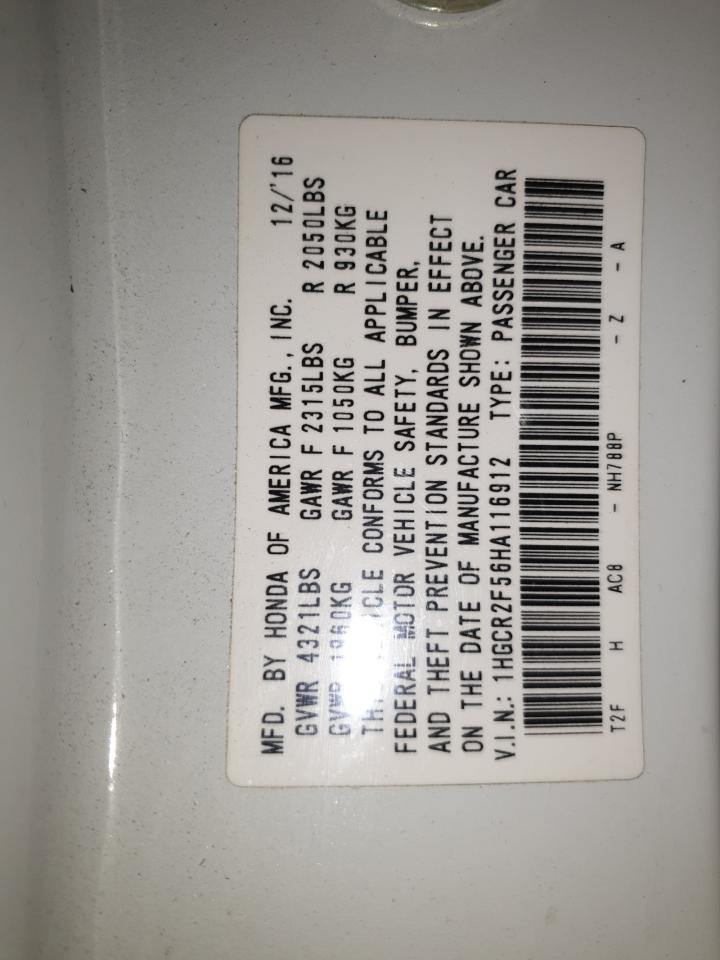 MFD. BY HONDA OF AMERICA MFG., INC. 12/'16
GVWR 4321LBS GAWR F 2315LBS R 2050LBS
GVWR 1960KG GAWR F 1050KG R 930KG
CONFORMS TO ALL APPLICABLE
FEDERAL MOTOR VEHICLE SAFETY, BUMPER,
AND THEFT PREVENTION STANDARDS IN EFFECT
ON THE DATE OF MANUFACTURE SHOWN ABOVE.
V.I.N.: 1HGCR2F56HA116912 TYPE: PASSENGER CAR
T2F H AC8 - NH788P - Z - A